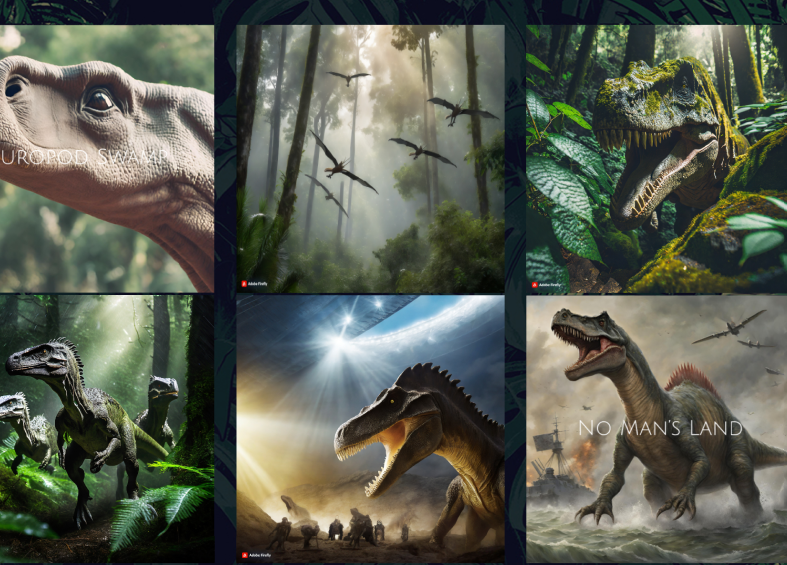 UROPOD SWAMP
Adobe Firefly
Adobe Firefly
Adobe Firefly
NO MAN'S LAND